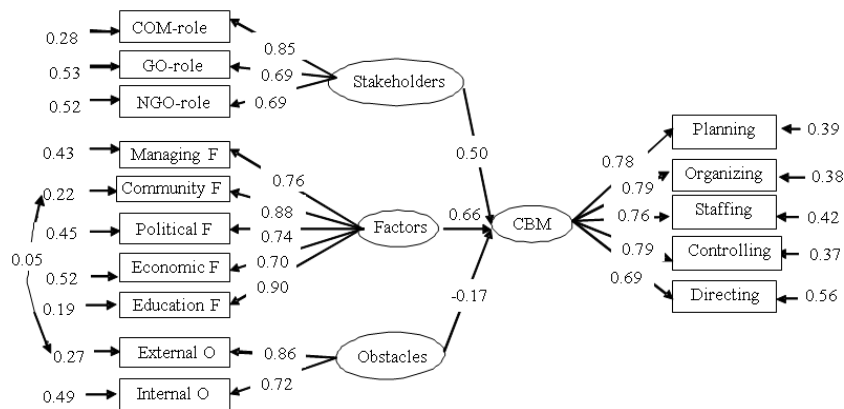 COM-role
0.28
0.85
GO-role
0.53
0.69
Stakeholders
NGO-role
0.52
0.69
Managing F
0.43
0.76
Community F
0.22
0.88
Political F
0.45
0.74
Factors
0.05
Economic F
0.52
0.70
Education F
0.19
0.90
External O
0.27
0.86
Obstacles
Internal O
0.49
0.72
0.50
0.66
CBM
-0.17
Planning
0.39
0.78
Organizing
0.38
0.79
Staffing
0.42
0.76
Controlling
0.37
0.79
Directing
0.56
0.69